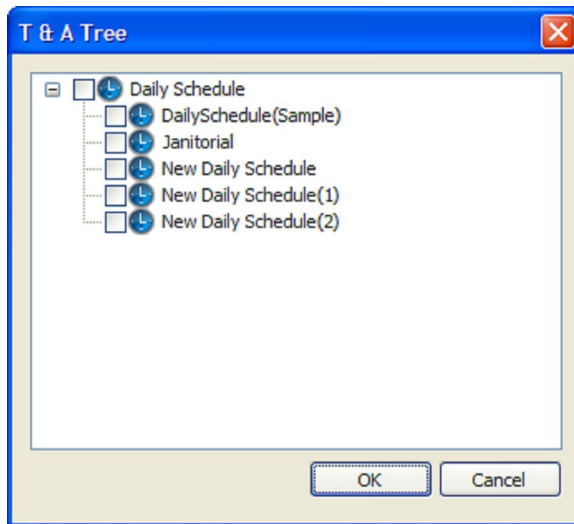 T & A Tree
Daily Schedule
DailySchedule(Sample)
Janitorial
New Daily Schedule
New Daily Schedule(1)
New Daily Schedule(2)
OK
Cancel